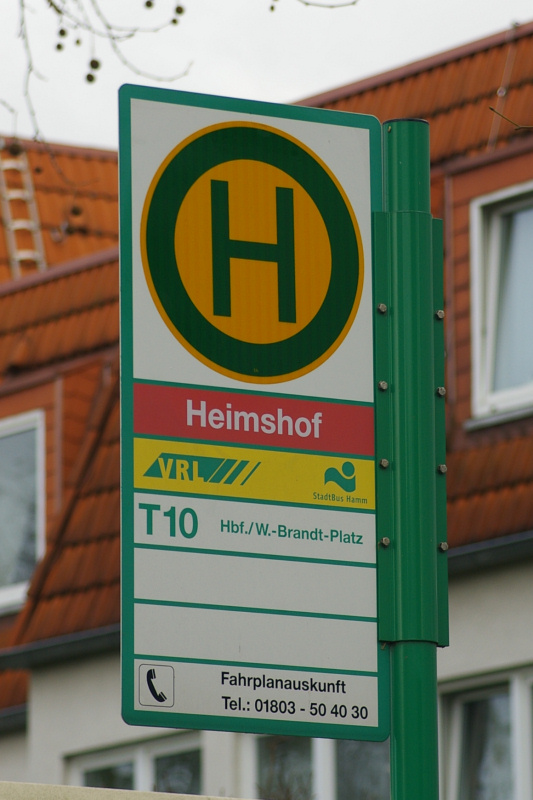 H
Heimshof
VRL
StadtBus Hamm
T10 Hbf./W.-Brandt-Platz
Fahrplanauskunft
Tel.: 01803 - 50 40 30